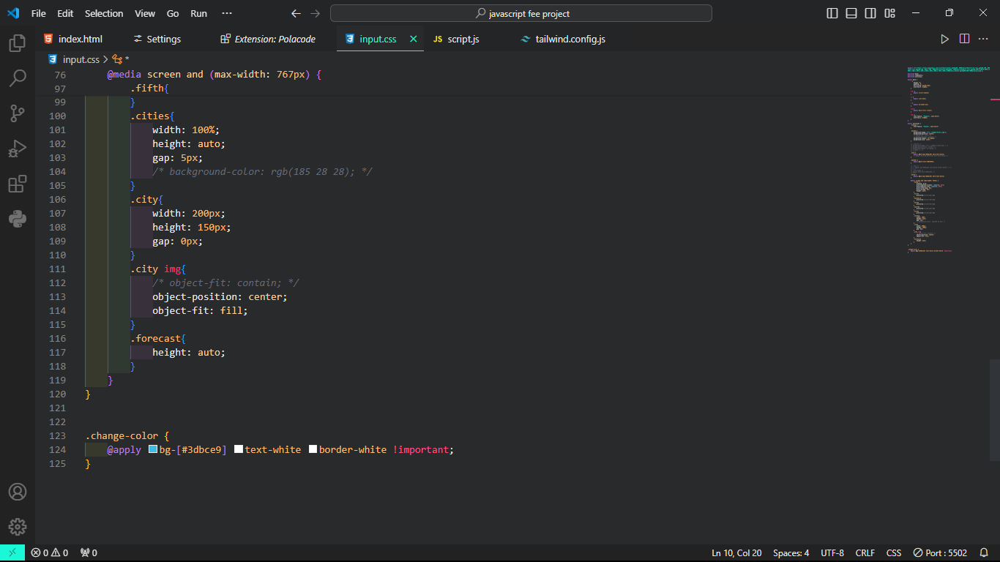 File Edit Selection View Go Run ··· javascript fee project
index.html Settings Extension: Polacode input.css JS script.js tailwind.config.js
input.css > *
76 @media screen and (max-width: 767px) {
97 .fifth{
99 }
100 .cities{
101 width: 100%;
102 height: auto;
103 gap: 5px;
104 /* background-color: rgb(185 28 28); */
105 }
106 .city{
107 width: 200px;
108 height: 150px;
109 gap: 0px;
110 }
111 .city img{
112 /* object-fit: contain; */
113 object-position: center;
114 object-fit: fill;
115 }
116 .forecast{
117 height: auto;
118 }
119 }
120 }
121
122
123 .change-color {
124 @apply bg-[#3dbce9] text-white border-white !important;
125 }
0 0 0 Ln 10, Col 20 Spaces: 4 UTF-8 CRLF CSS Port : 5502